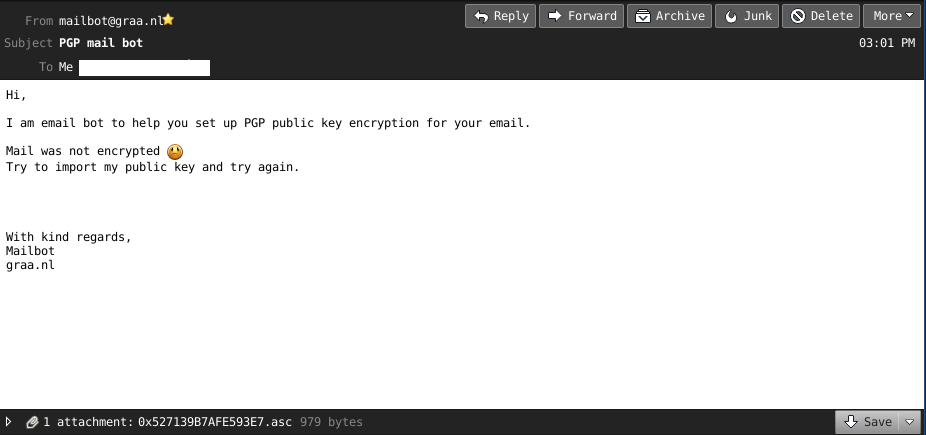 From mailbot@graa.nl
Reply Forward Archive Junk Delete More
Subject PGP mail bot
03:01 PM
To Me
Hi,
I am email bot to help you set up PGP public key encryption for your email.
Mail was not encrypted
Try to import my public key and try again.
With kind regards,
Mailbot
graa.nl
1 attachment: 0x527139B7AFE593E7.asc 979 bytes
Save